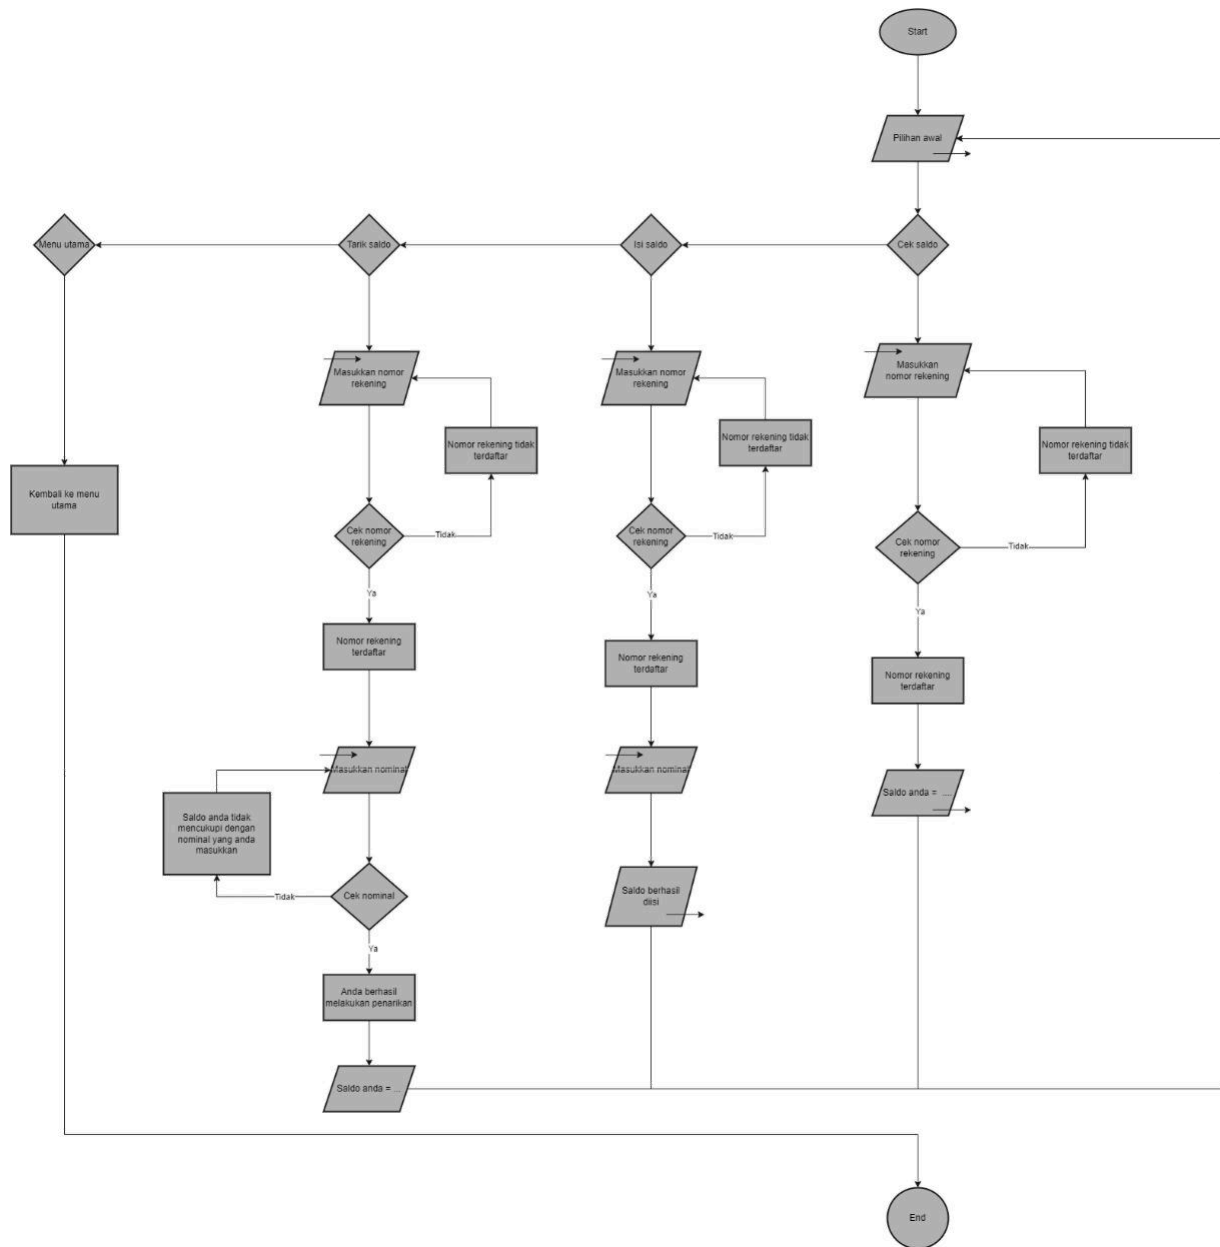 Start
Pilihan awal
Menu utama
Tarik saldo
Isi saldo
Cek saldo
Masukkan nomor
rekening
Masukkan nomor
rekening
Masukkan
nomor rekening
Nomor rekening tidak
terdaftar
Nomor rekening tidak
terdaftar
Nomor rekening tidak
terdaftar
Kembali ke menu
utama
Cek nomor
rekening
Tidak
Cek nomor
rekening
Tidak
Cek nomor
rekening
Tidak
Ya
Ya
Ya
Nomor rekening
terdaftar
Nomor rekening
terdaftar
Nomor rekening
terdaftar
Masukkan nominal
Masukkan nominal
Saldo anda = ...
Saldo anda tidak
mencukupi dengan
nominal yang anda
masukkan
Tidak
Cek nominal
Saldo berhasil
diisi
Ya
Anda berhasil
melakukan penarikan
Saldo anda = ...
End